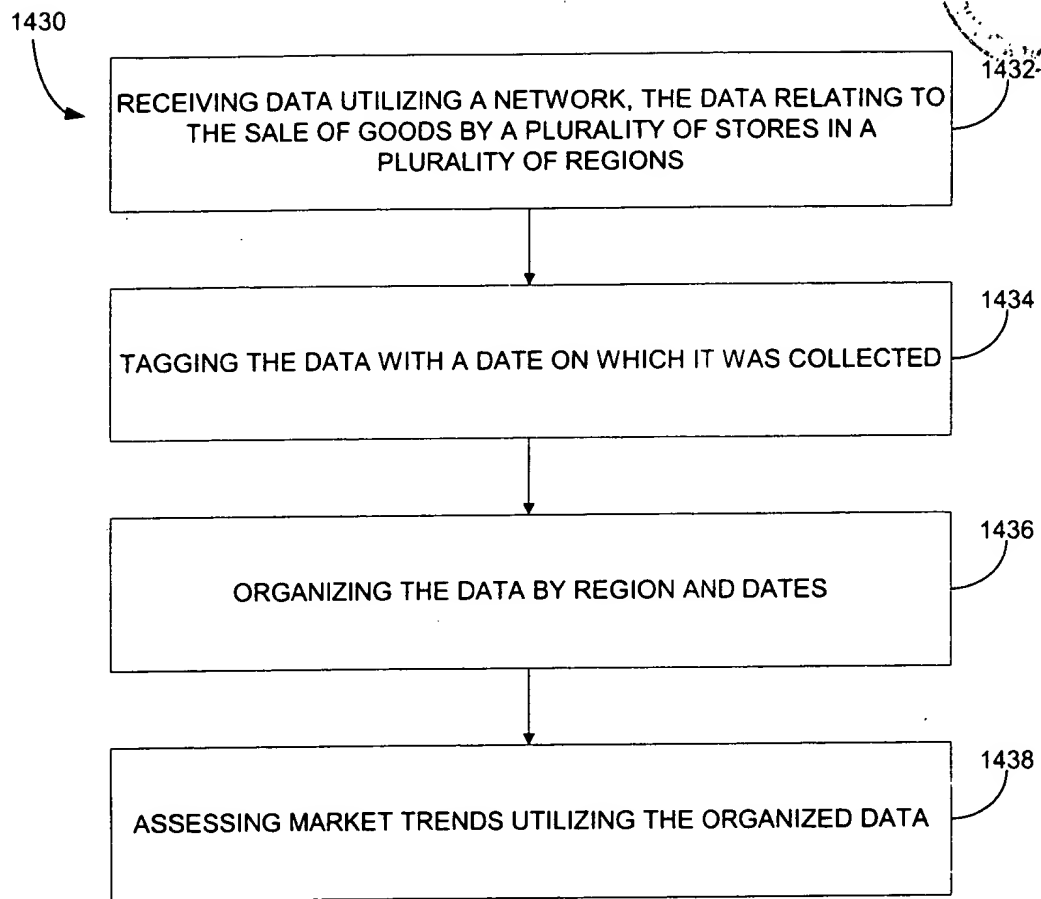 1430
1432
RECEIVING DATA UTILIZING A NETWORK, THE DATA RELATING TO
THE SALE OF GOODS BY A PLURALITY OF STORES IN A
PLURALITY OF REGIONS
1434
TAGGING THE DATA WITH A DATE ON WHICH IT WAS COLLECTED
1436
ORGANIZING THE DATA BY REGION AND DATES
1438
ASSESSING MARKET TRENDS UTILIZING THE ORGANIZED DATA